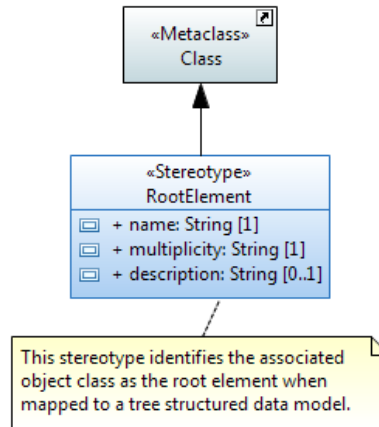 «Metaclass»
Class
«Stereotype»
RootElement
+ name: String [1]
+ multiplicity: String [1]
+ description: String [0..1]
This stereotype identifies the associated
object class as the root element when
mapped to a tree structured data model.